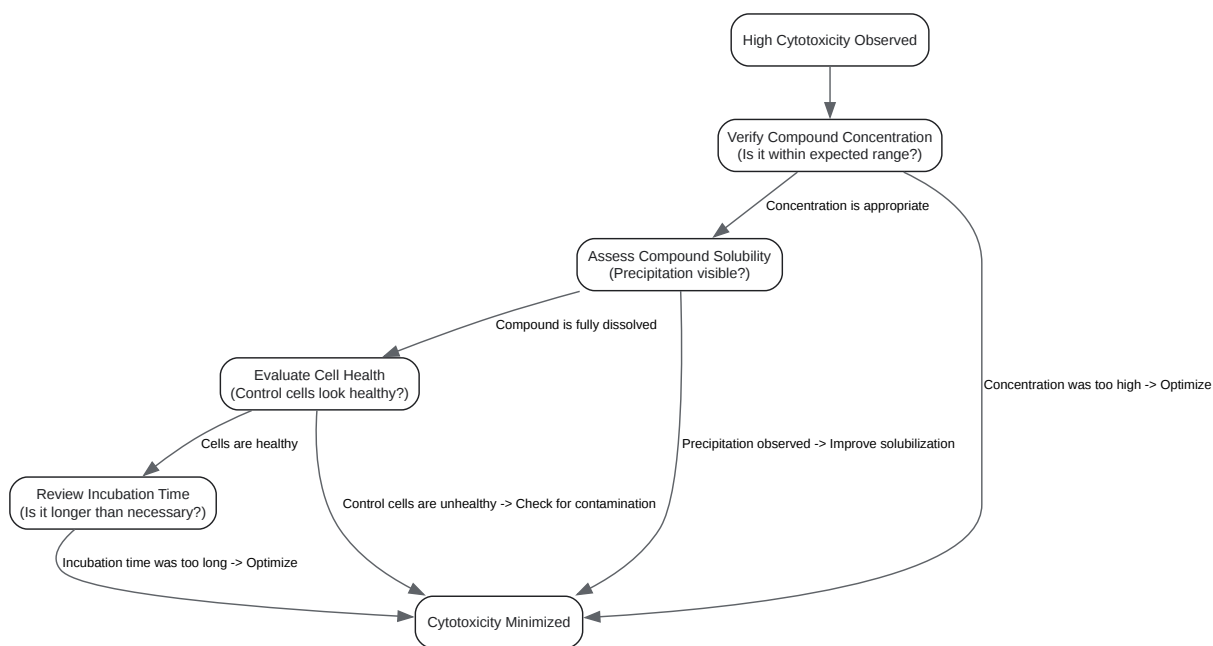 High Cytotoxicity Observed
Verify Compound Concentration
(Is it within expected range?)
Concentration is appropriate
Assess Compound Solubility
(Precipitation visible?)
Compound is fully dissolved
Evaluate Cell Health
(Control cells look healthy?)
Concentration was too high -> Optimize
Cells are healthy
Precipitation observed -> Improve solubilization
Review Incubation Time
(Is it longer than necessary?)
Control cells are unhealthy -> Check for contamination
Incubation time was too long -> Optimize
Cytotoxicity Minimized